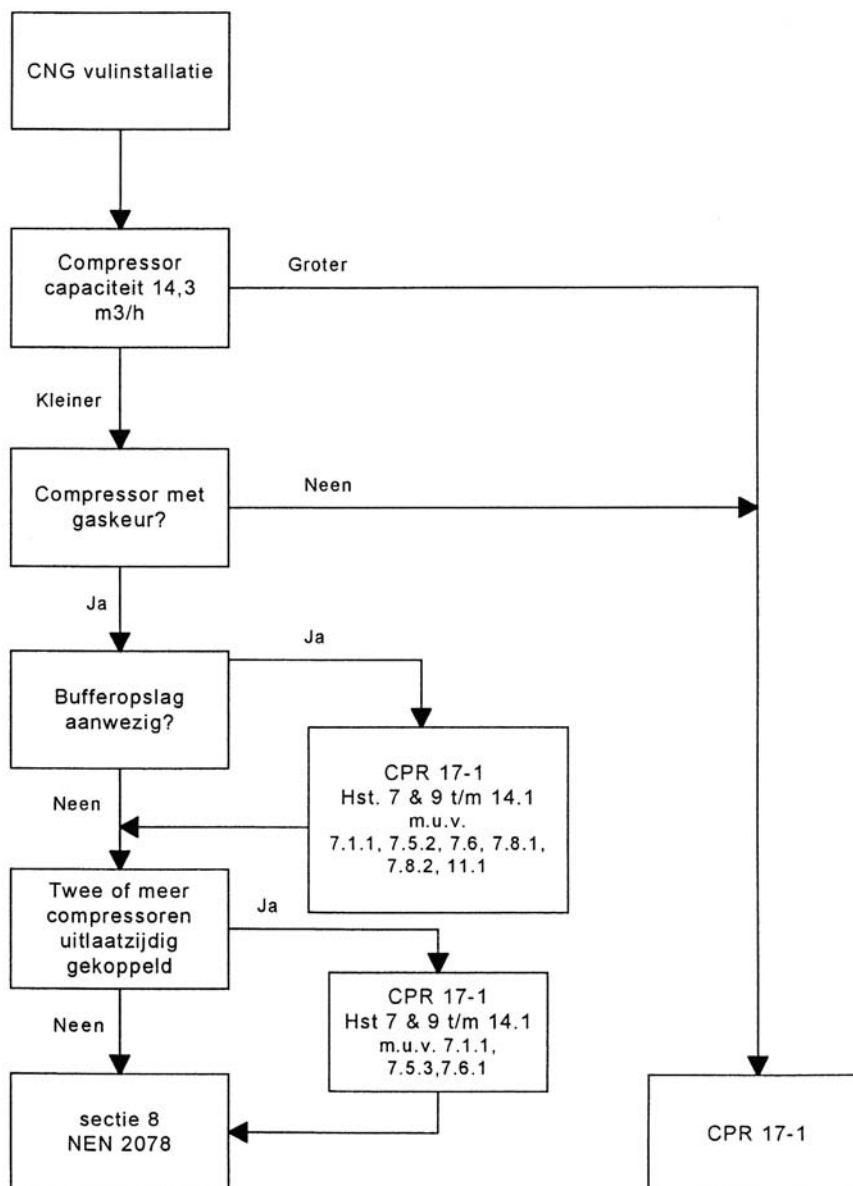 CNG vulinstallatie
Compressor
capaciteit 14,3
m3/h
Groter
Kleiner
Compressor met
gaskeur?
Neen
Ja
Ja
Bufferopslag
aanwezig?
Neen
CPR 17-1
Hst. 7 & 9 t/m 14.1
m.u.v.
7.1.1, 7.5.2, 7.6, 7.8.1,
7.8.2, 11.1
Twee of meer
compressoren
uitlaatzijdig
gekoppeld
Ja
Neen
CPR 17-1
Hst 7 & 9 t/m 14.1
m.u.v. 7.1.1,
7.5.3,7.6.1
sectie 8
NEN 2078
CPR 17-1